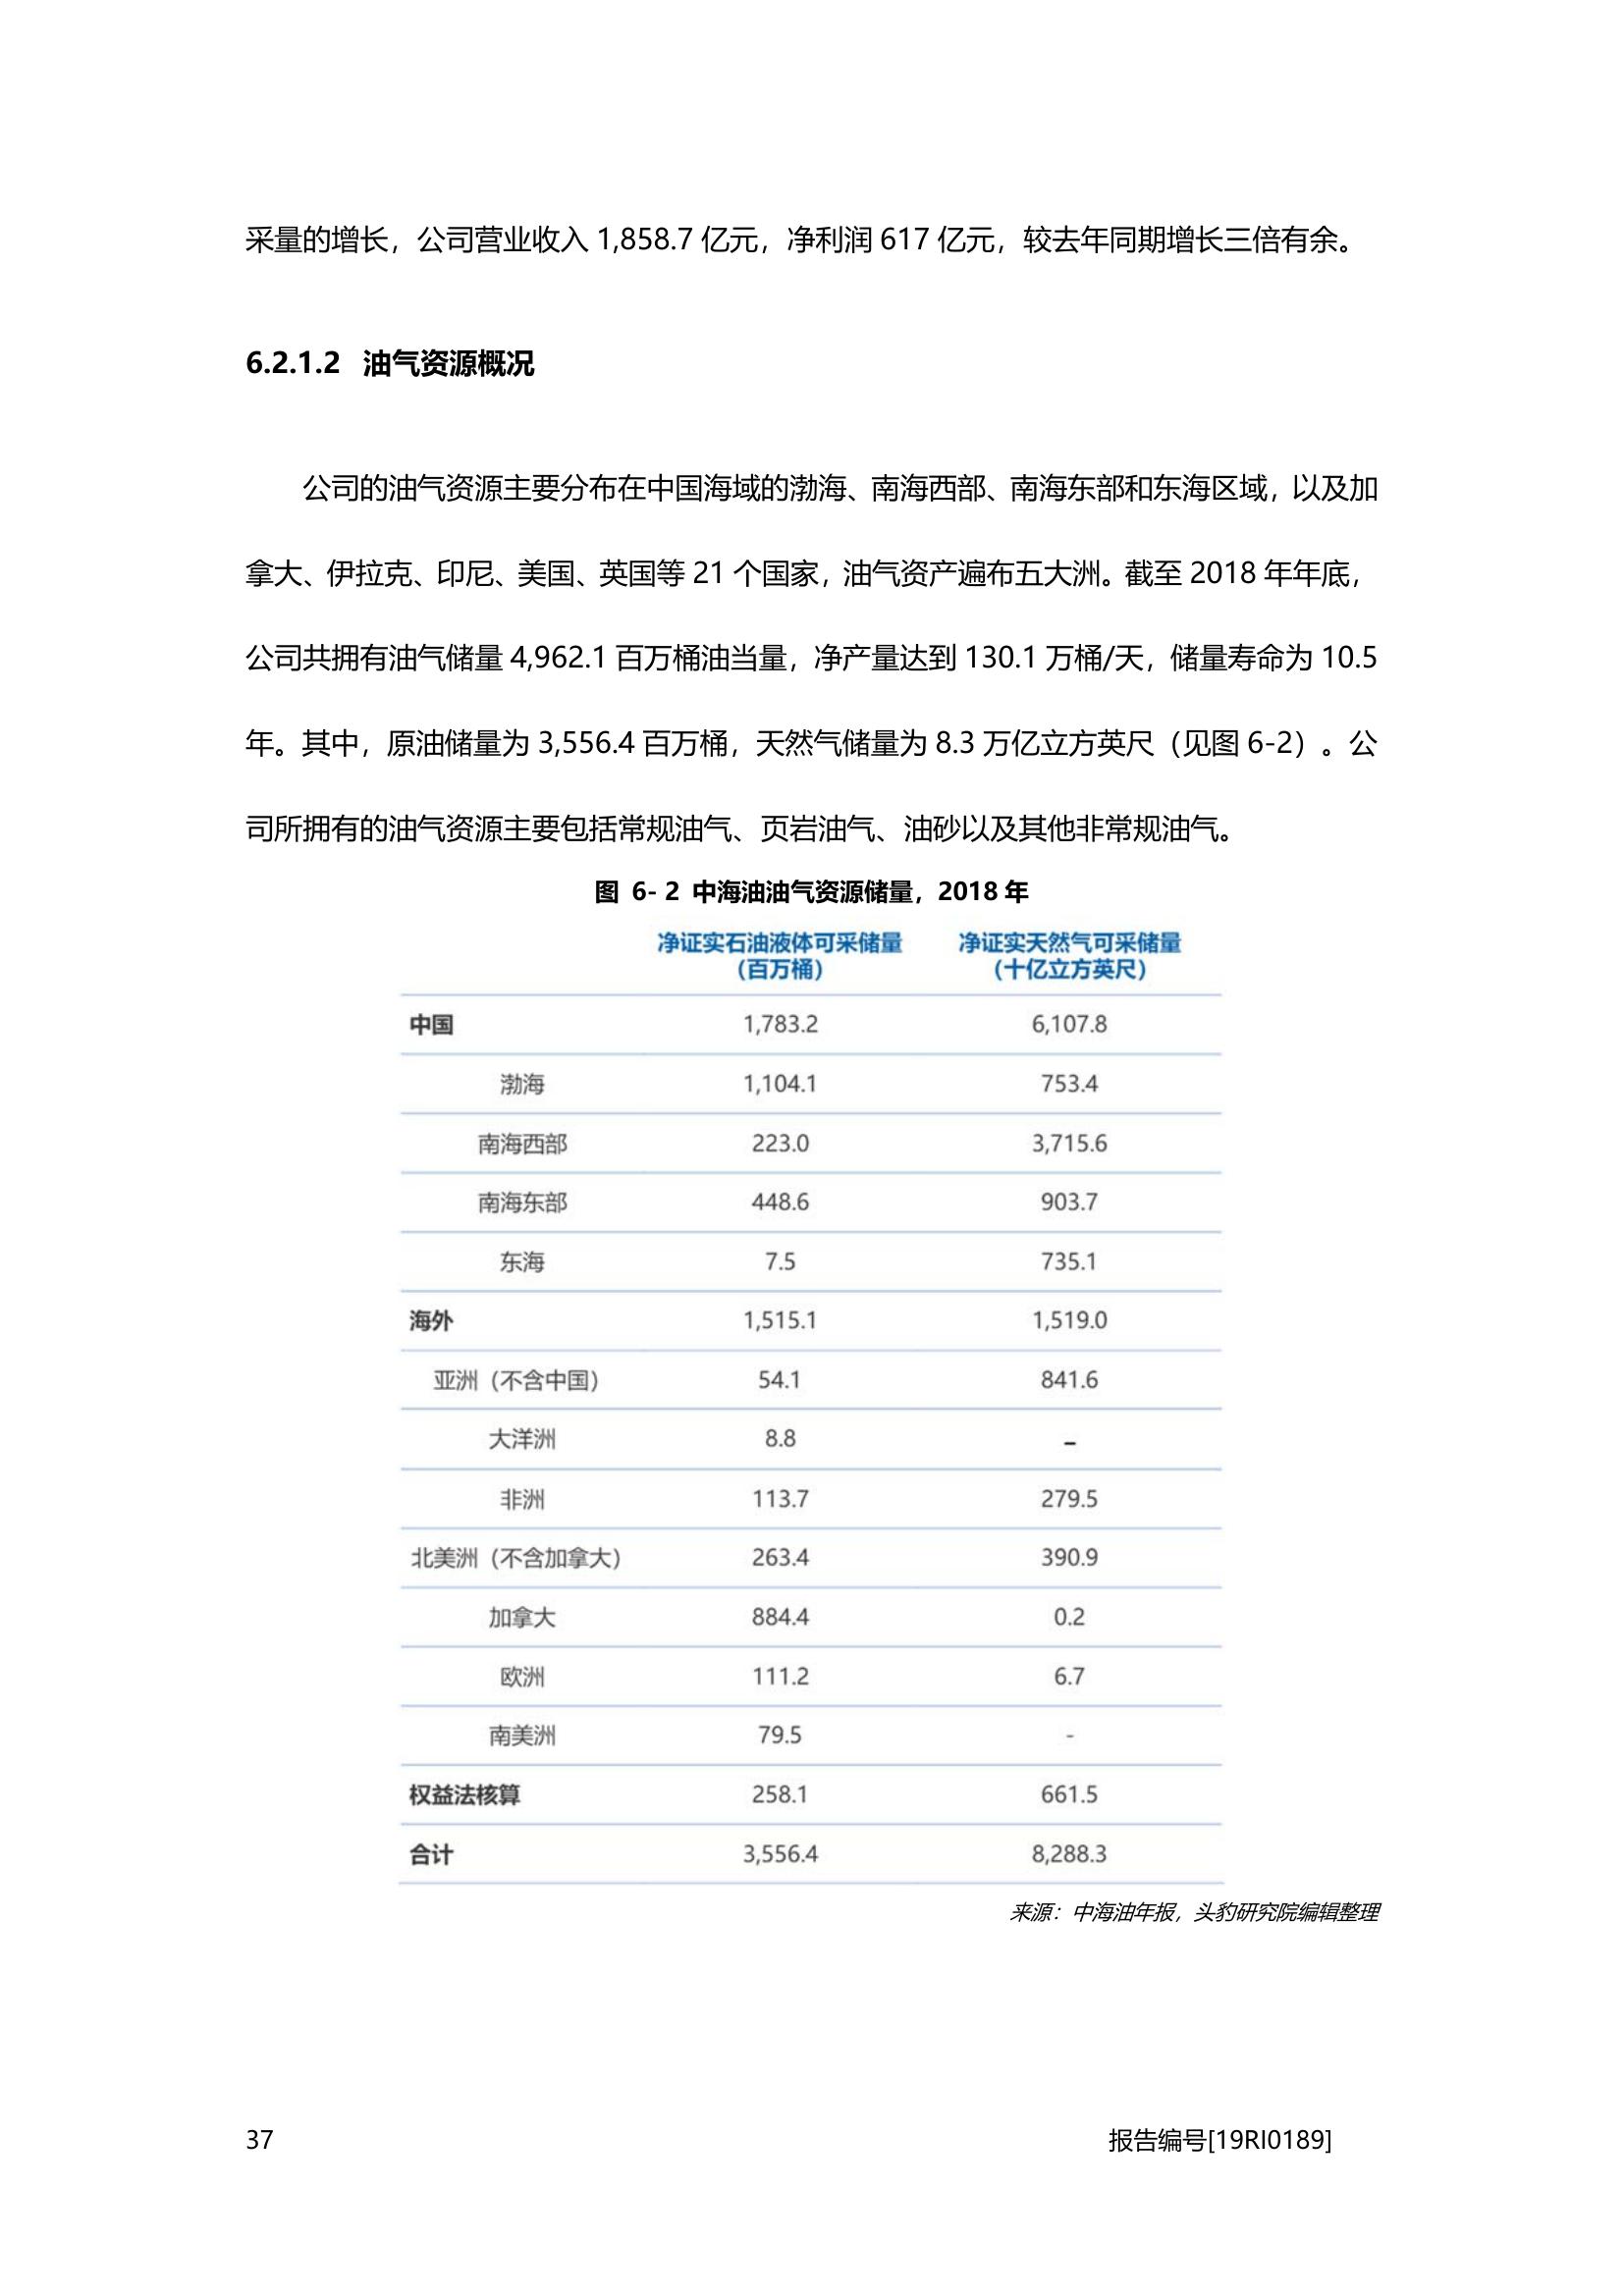 采量的增长，公司营业收入 1,858.7 亿元，净利润 617 亿元，较去年同期增长三倍有余。
6.2.1.2 油气资源概况
公司的油气资源主要分布在中国海域的渤海、南海西部、南海东部和东海区域，以及加
拿大、伊拉克、印尼、美国、英国等 21 个国家，油气资产遍布五大洲。截至 2018 年年底，
公司共拥有油气储量 4,962.1 百万桶油当量，净产量达到 130.1 万桶/天，储量寿命为 10.5
年。其中，原油储量为 3,556.4 百万桶，天然气储量为 8.3 万亿立方英尺（见图 6-2）。公
司所拥有的油气资源主要包括常规油气、页岩油气、油砂以及其他非常规油气。
图 6- 2 中海油油气资源储量，2018 年
净证实石油液体可采储量 净证实天然气可采储量
（百万桶） （十亿立方英尺）
中国 1,783.2 6,107.8
渤海 1,104.1 753.4
南海西部 223.0 3,715.6
南海东部 448.6 903.7
东海 7.5 735.1
海外 1,515.1 1,519.0
亚洲（不含中国） 54.1 841.6
大洋洲 8.8 –
非洲 113.7 279.5
北美洲（不含加拿大） 263.4 390.9
加拿大 884.4 0.2
欧洲 111.2 6.7
南美洲 79.5 -
权益法核算 258.1 661.5
合计 3,556.4 8,288.3
来源：中海油年报，头豹研究院编辑整理
37 报告编号[19RI0189]